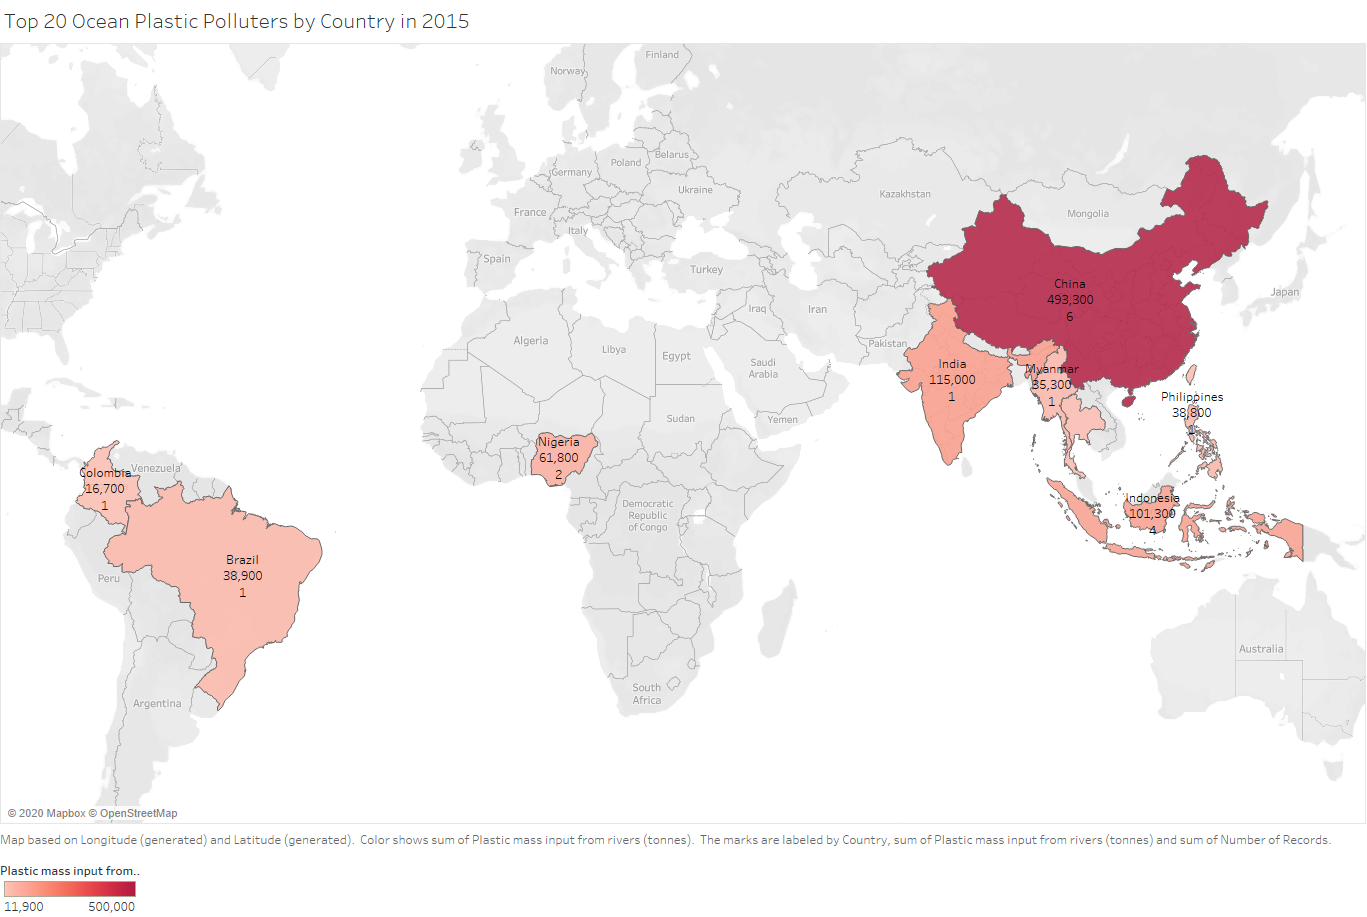 Top 20 Ocean Plastic Polluters by Country in 2015
Finland
Norway
Belarus
Poland
Germany
Ukraine
Kazakhstan
France
Mongolia
Italy
Spain
Turkey
China
493,300
6
Japan
Iraq
Iran
Algeria
Pakistan
Libya
Egypt
Saudi
Arabia
India
115,000
1
Myanmar
35,300
1
Philippines
38,800
Sudan
Yemen
Nigeria
61,800
2
Venezuela
Colombia
16,700
1
Indonesia
101,300
4
Democratic
Republic
of Congo
Brazil
38,900
1
Peru
Australia
South
Africa
Argentina
© 2020 Mapbox © OpenStreetMap
Map based on Longitude (generated) and Latitude (generated). Color shows sum of Plastic mass input from rivers (tonnes). The marks are labeled by Country, sum of Plastic mass input from rivers (tonnes) and sum of Number of Records.
Plastic mass input from..
11,900 500,000